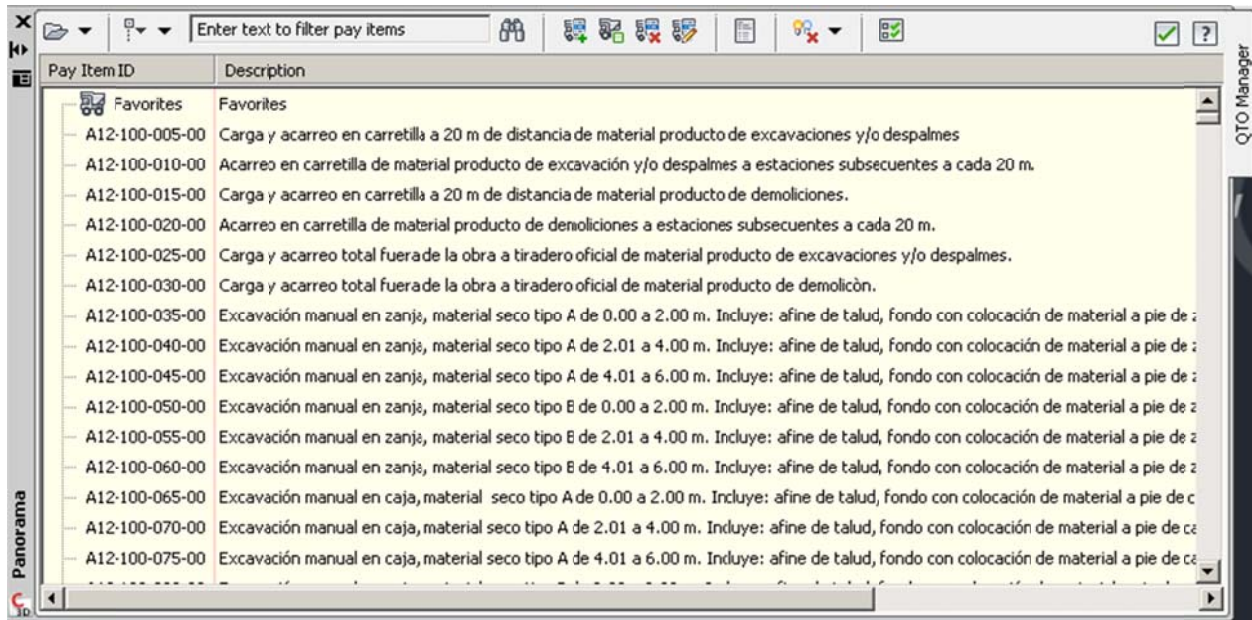 Enter text to filter pay items
QTO Manager
Pay Item ID Description
Favorites Favorites
A12-100-005-00 Carga y acarreo en carretilla a 20 m de distancia de material producto de excavaciones y/o despalmes
A12-100-010-00 Acarreo en carretilla de material producto de excavación y/o despalmes a estaciones subsecuentes a cada 20 m.
A12-100-015-00 Carga y acarreo en carretilla a 20 m de distancia de material producto de demoliciones.
A12-100-020-00 Acarreo en carretilla de material producto de demoliciones a estaciones subsecuentes a cada 20 m.
A12-100-025-00 Carga y acarreo total fuera de la obra a tiradero oficial de material producto de excavaciones y/o despalmes.
A12-100-030-00 Carga y acarreo total fuera de la obra a tiradero oficial de material producto de demolicòn.
A12-100-035-00 Excavación manual en zanja, material seco tipo A de 0.00 a 2.00 m. Incluye: afine de talud, fondo con colocación de material a pie de
A12-100-040-00 Excavación manual en zanja, material seco tipo A de 2.01 a 4.00 m. Incluye: afine de talud, fondo con colocación de material a pie de
A12-100-045-00 Excavación manual en zanja, material seco tipo A de 4.01 a 6.00 m. Incluye: afine de talud, fondo con colocación de material a pie de
A12-100-050-00 Excavación manual en zanja, material seco tipo B de 0.00 a 2.00 m. Incluye: afine de talud, fondo con colocación de material a pie de
A12-100-055-00 Excavación manual en zanja, material seco tipo B de 2.01 a 4.00 m. Incluye: afine de talud, fondo con colocación de material a pie de
A12-100-060-00 Excavación manual en zanja, material seco tipo B de 4.01 a 6.00 m. Incluye: afine de talud, fondo con colocación de material a pie de
A12-100-065-00 Excavación manual en caja, material seco tipo A de 0.00 a 2.00 m. Incluye: afine de talud, fondo con colocación de material a pie de c
A12-100-070-00 Excavación manual en caja, material seco tipo A de 2.01 a 4.00 m. Incluye: afine de talud, fondo con colocación de material a pie de ca
A12-100-075-00 Excavación manual en caja, material seco tipo A de 4.01 a 6.00 m. Incluye: afine de talud, fondo con colocación de material a pie de ca
Panorama